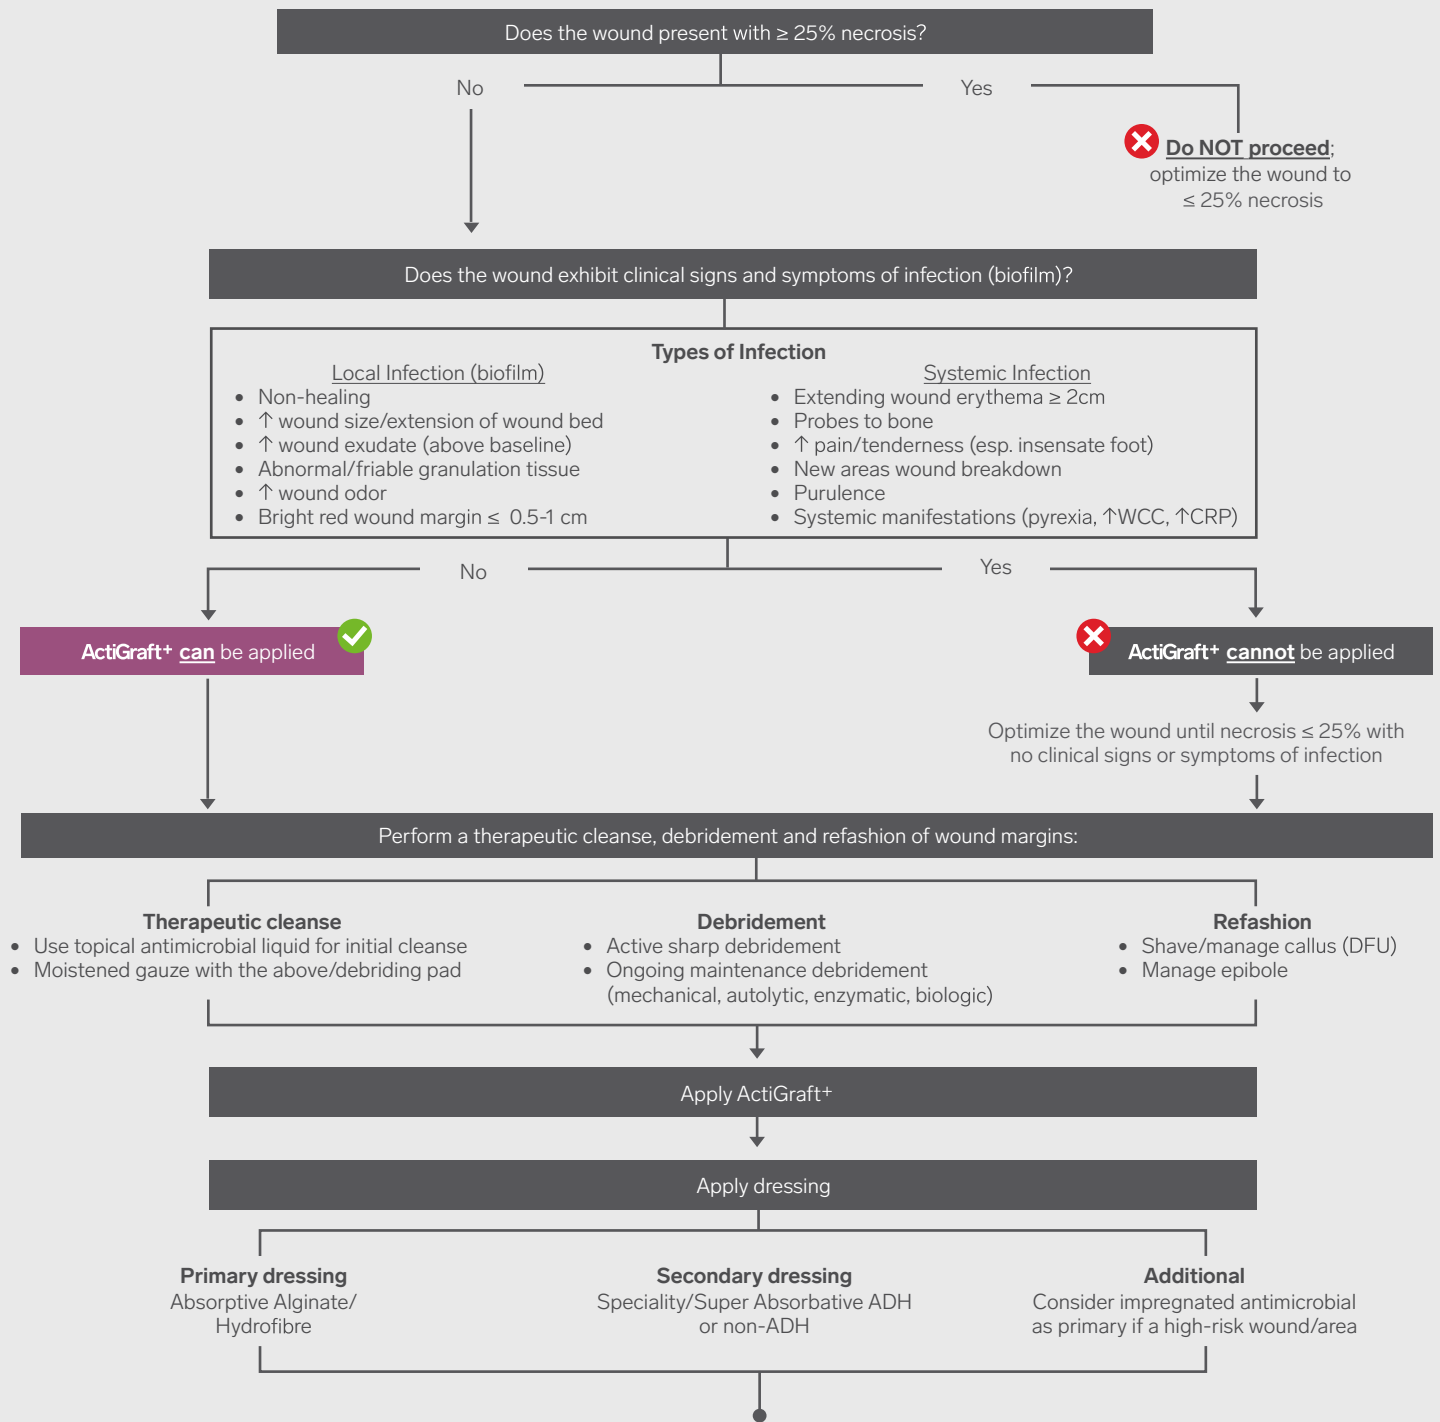 Does the wound present with ≥ 25% necrosis?
No
Yes
Do NOT proceed;
optimize the wound to
≤ 25% necrosis
Does the wound exhibit clinical signs and symptoms of infection (biofilm)?
Types of Infection
Local Infection (biofilm)
• Non-healing
• ↑ wound size/extension of wound bed
• ↑ wound exudate (above baseline)
• Abnormal/friable granulation tissue
• ↑ wound odor
• Bright red wound margin ≤ 0.5-1 cm
Systemic Infection
• Extending wound erythema ≥ 2cm
• Probes to bone
• ↑ pain/tenderness (esp. insensate foot)
• New areas wound breakdown
• Purulence
• Systemic manifestations (pyrexia, ↑WCC, ↑CRP)
No
Yes
ActiGraft+ can be applied
ActiGraft+ cannot be applied
Optimize the wound until necrosis ≤ 25% with
no clinical signs or symptoms of infection
Perform a therapeutic cleanse, debridement and refashion of wound margins:
Therapeutic cleanse
• Use topical antimicrobial liquid for initial cleanse
• Moistened gauze with the above/debriding pad
Debridement
• Active sharp debridement
• Ongoing maintenance debridement
(mechanical, autolytic, enzymatic, biologic)
Refashion
• Shave/manage callus (DFU)
• Manage epibole
Apply ActiGraft+
Apply dressing
Primary dressing
Absorptive Alginate/
Hydrofibre
Secondary dressing
Speciality/Super Absorbative ADH
or non-ADH
Additional
Consider impregnated antimicrobial
as primary if a high-risk wound/area